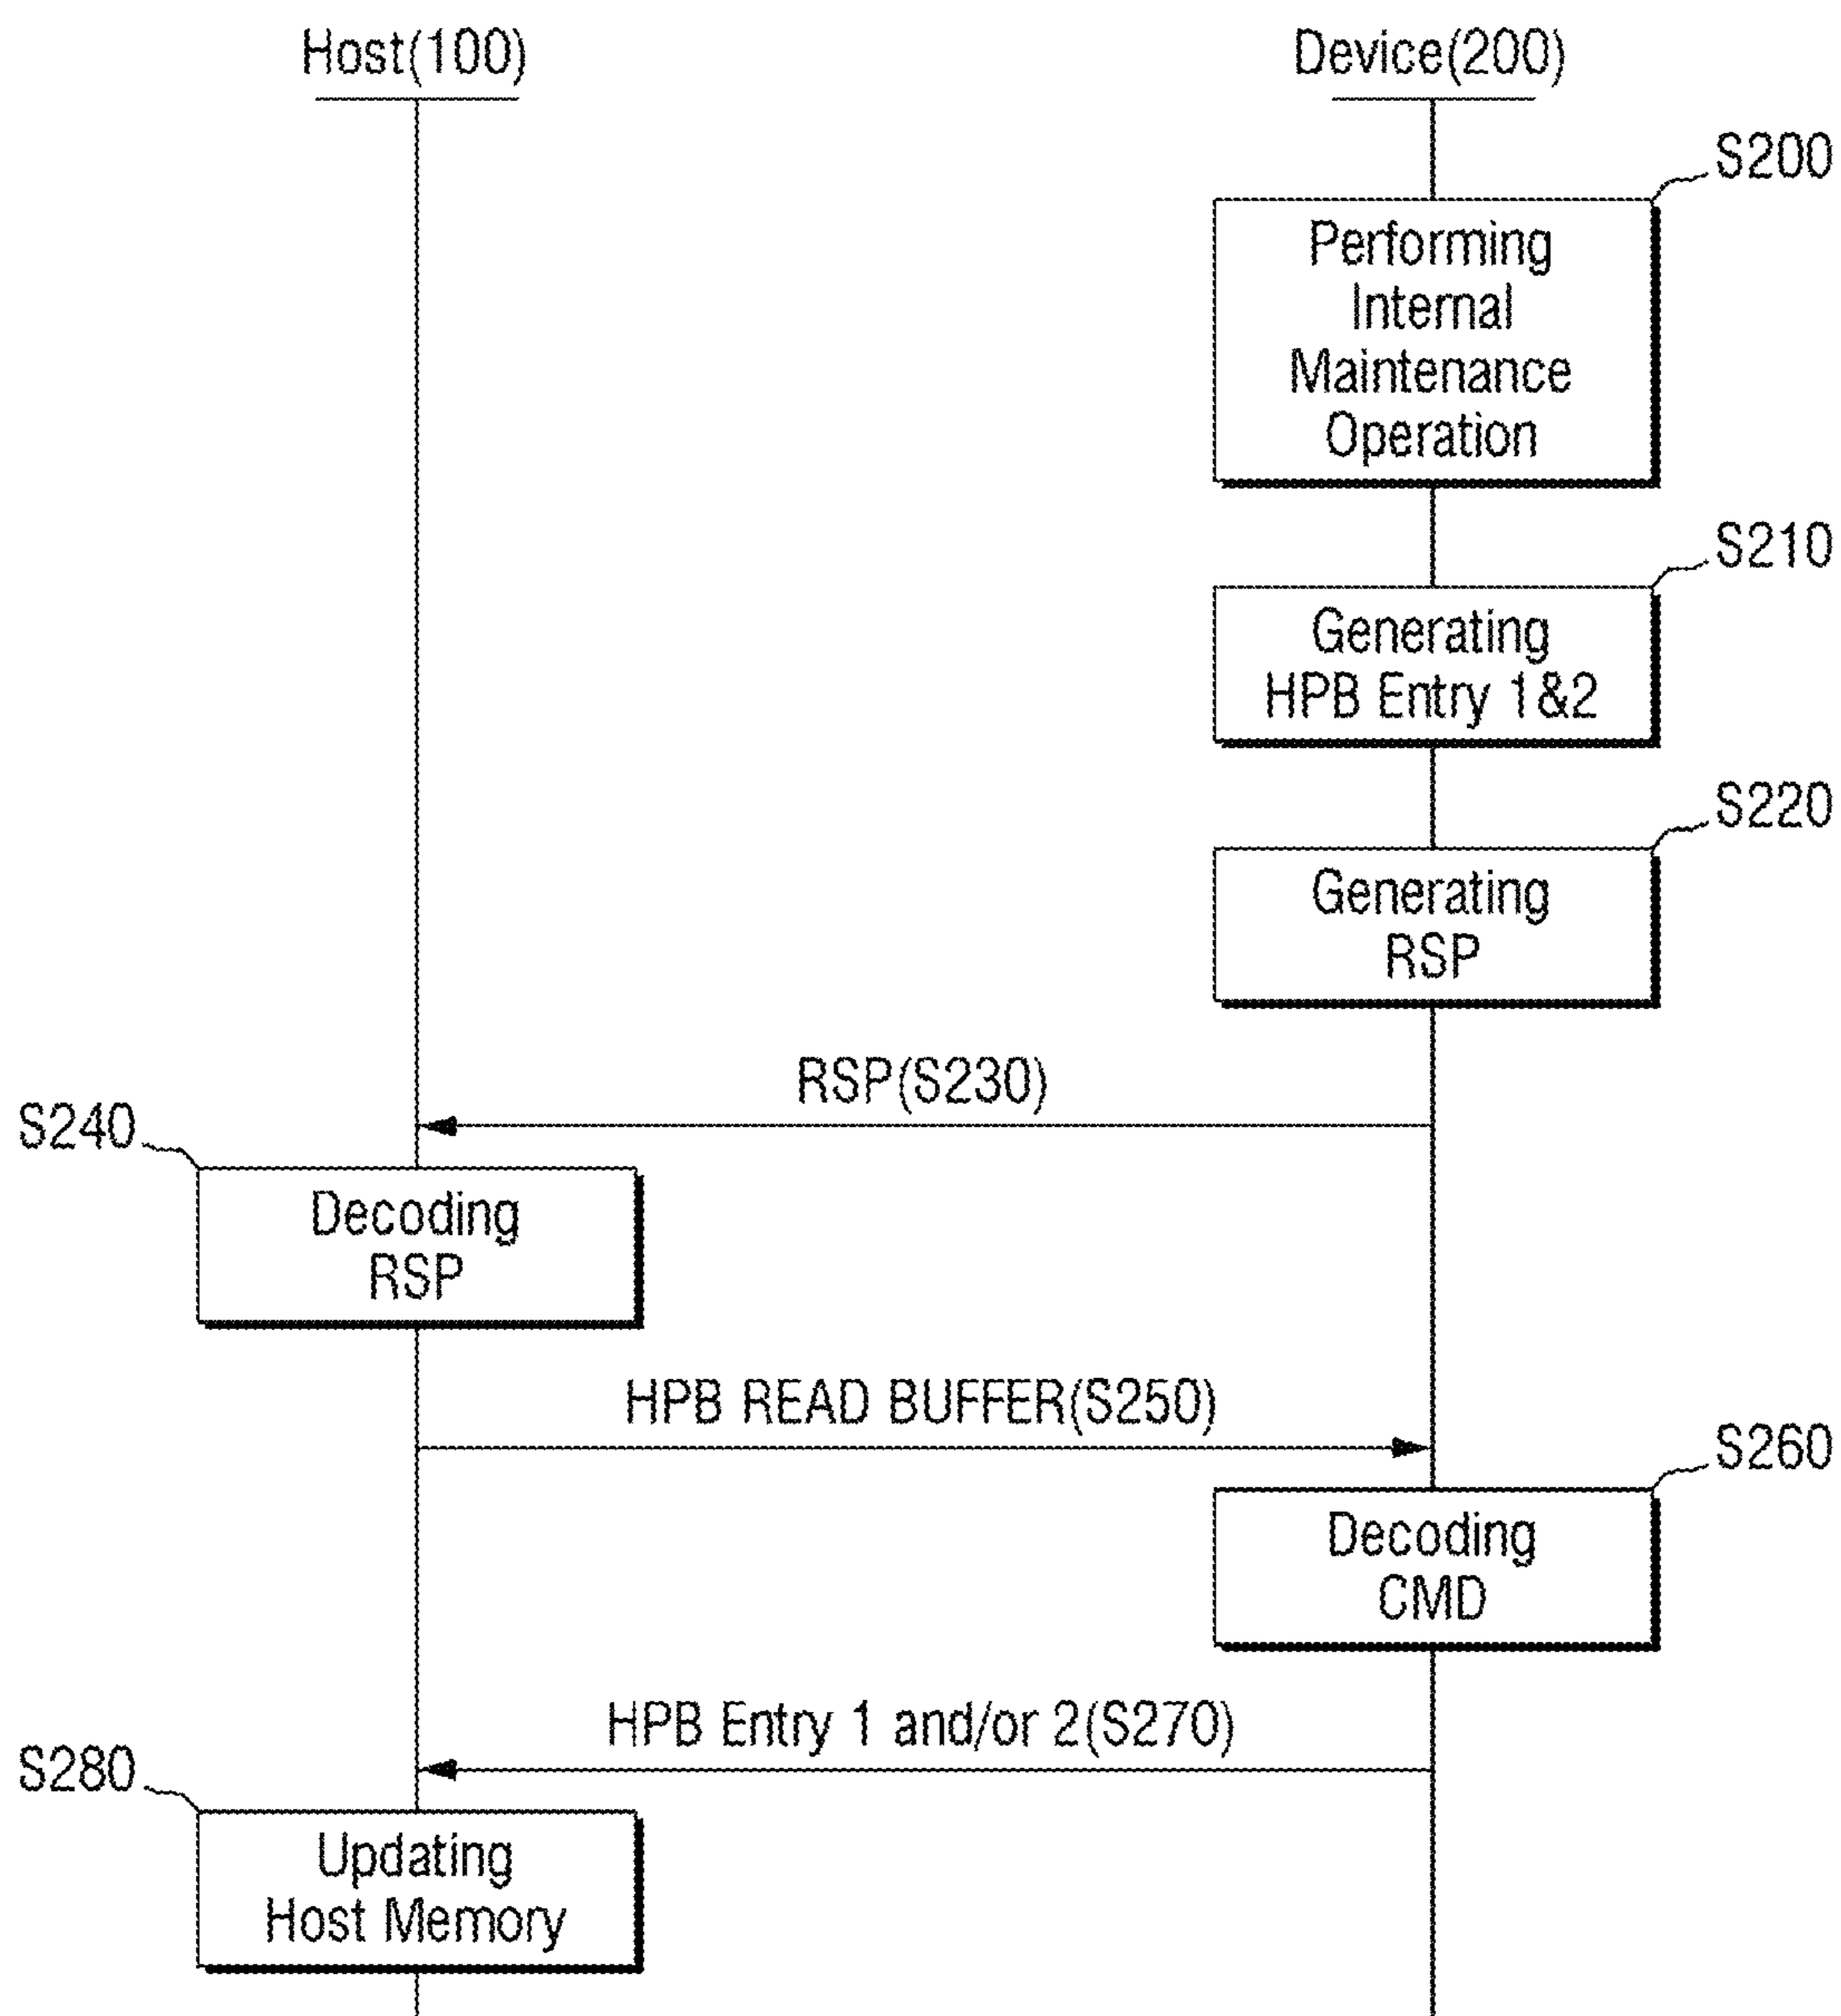 Host(100)
Device(200)
S200
Performing
Internal
Maintenance
Operation
S210
Generating
HPB Entry 1&2
S220
Generating
RSP
RSP(S230)
S240
Decoding
RSP
HPB READ BUFFER(S250)
S260
Decoding
CMD
HPB Entry 1 and/or 2(S270)
S280
Updating
Host Memory